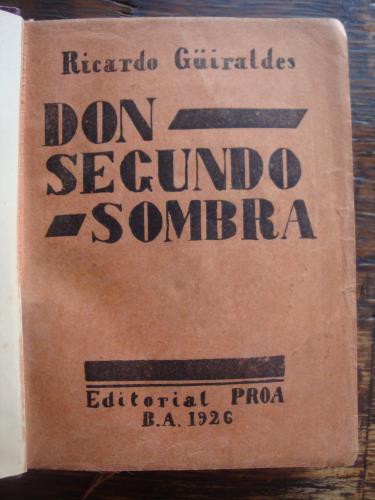 Ricardo Güiraldes
DON
SEGUNDO
SOMBRA
Editorial PROA
B.A. 1926